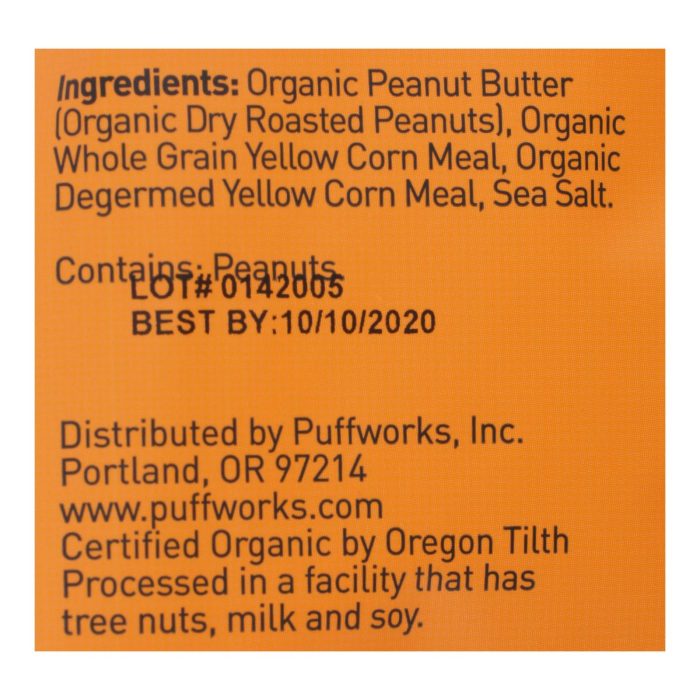 Ingredients: Organic Peanut Butter
(Organic Dry Roasted Peanuts), Organic
Whole Grain Yellow Corn Meal, Organic
Degermed Yellow Corn Meal, Sea Salt.
Contains: Peanuts.
LOT# 0142005
BEST BY:10/10/2020
Distributed by Puffworks, Inc.
Portland, OR 97214
www.puffworks.com
Certified Organic by Oregon Tilth
Processed in a facility that has
tree nuts, milk and soy.